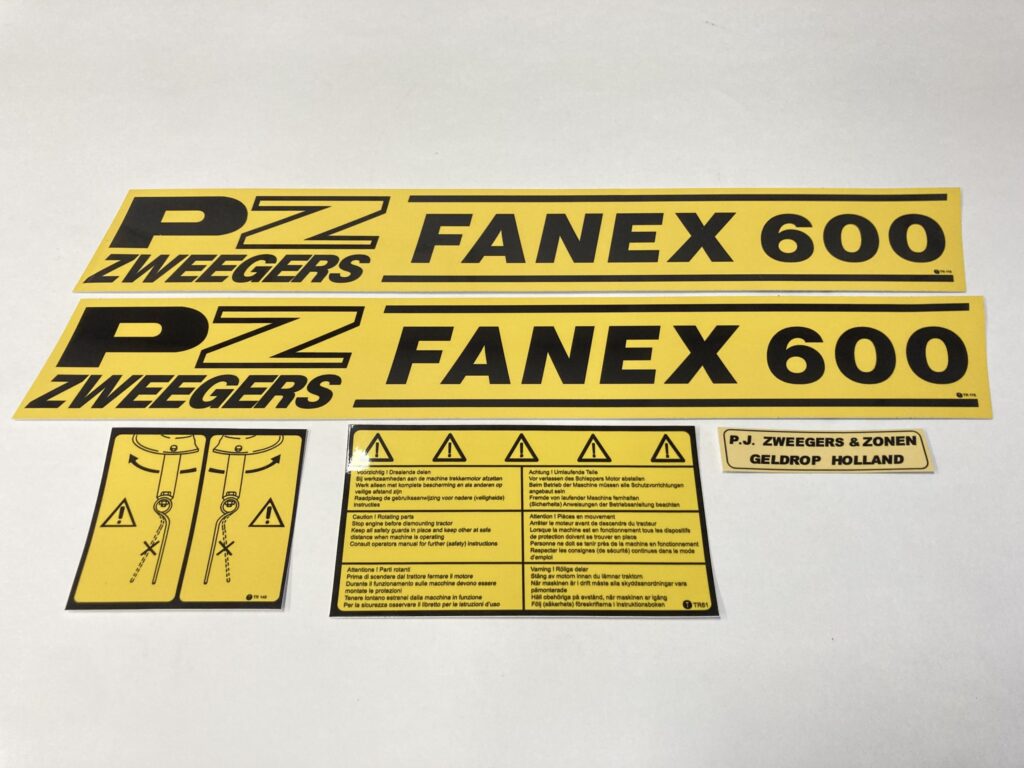 PZ
ZWEEGERS
FANEX 600
TR 116
PZ
ZWEEGERS
FANEX 600
TR 116
TR 140
Voorzichtig ! Draaiende delen
Bij werkzaamheden aan de machine trekkermotor afzetten
Werk alleen met komplete bescherming en als anderen op
veilige afstand zijn
Raadpleeg de gebruiksaanwijzing voor nadere (veiligheids)
instructies
Achtung ! Umlaufende Teile
Vor verlassen des Schleppers Motor abstellen
Beim Betrieb der Maschine müssen alle Schutzvorrichtungen
angebaut sein
Fremde von laufender Maschine fernhalten
(Sicherheits) Anweisungen der Betriebsanleitung beachten
Caution ! Rotating parts
Stop engine before dismounting tractor
Keep all safety guards in place and keep other at safe
distance when machine is operating
Consult operators manual for further (safety) instructions
Attention ! Pièces en mouvement
Arrêter le moteur avant de descendre du tracteur
Lorsque la machine est en fonctionnement tous les dispositifs
de protection doivent se trouver en place
Personne ne doit se tenir près de la machine en fonctionnement
Respecter les consignes (de sécurité) continues dans le mode
d'emploi
Attentione ! Parti rotanti
Prima di scendere dal trattore fermare il motore
Durante il funzionamento sulle macchine devono essere
montate le protezioni
Tenere lontano estranei dalla macchina in funzione
Per la sicurezza osservare il libretto per le istruzioni d'uso
Varning ! Röliga delar
Stäng av motorn innan du lämnar traktorn
När maskinen är i drift måste alla skyddsanordningar vara
påmonterade
Håll obehöriga på avstånd, när maskinen är igång
Följ (säkerhets) föreskrifterna i instruktionsboken
T TR61
P.J. ZWEEGERS & ZONEN
GELDROP HOLLAND